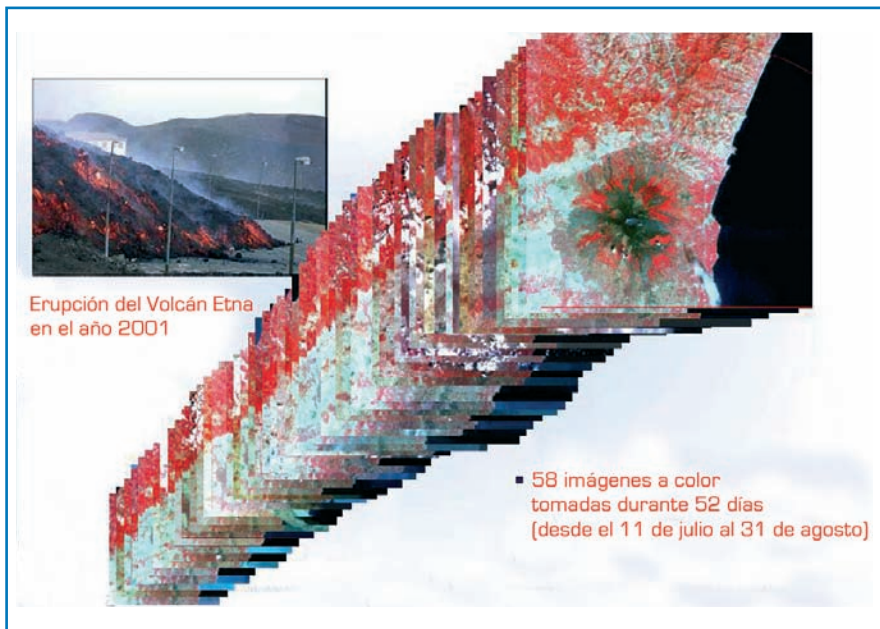 Erupción del Volcán Etna
en el año 2001
58 imágenes a color
tomadas durante 52 días
(desde el 11 de julio al 31 de agosto)